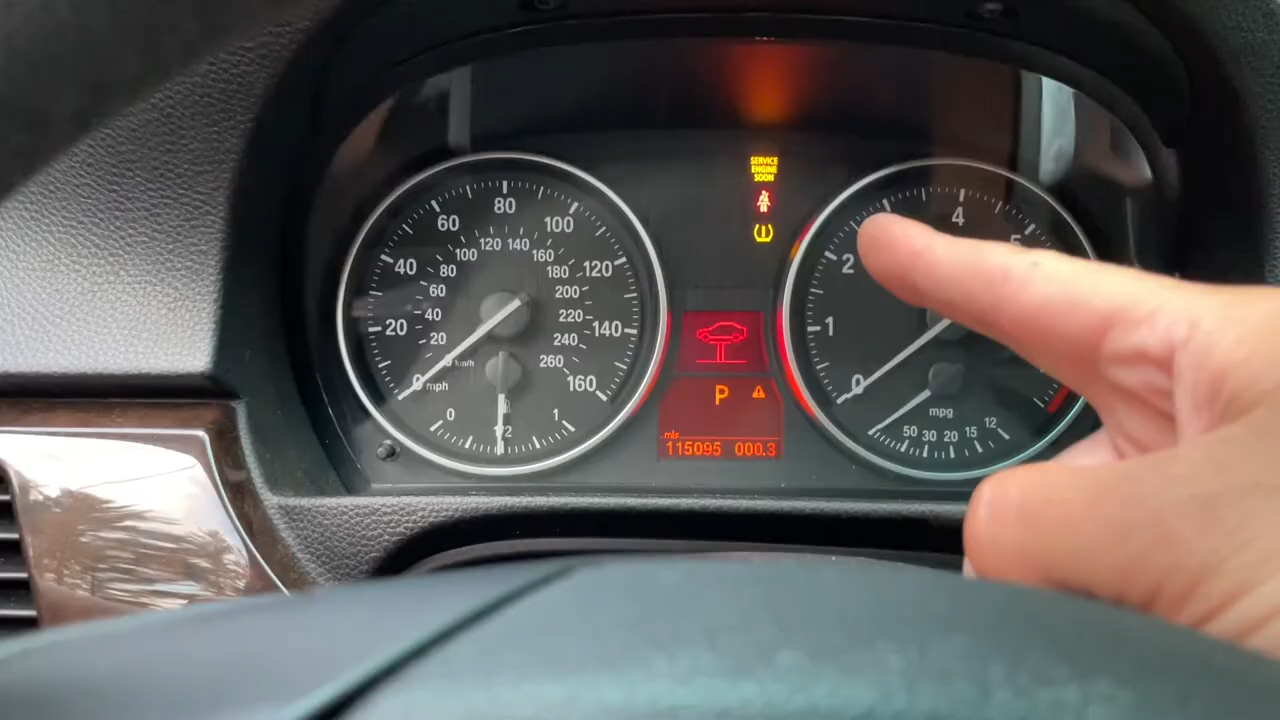 SERVICE
ENGINE
SOON
0 20 40 60 80 100 120 140 160
20 40 60 80 100 120 140 160 180 200 220 240 260
km/h
mph
0 1/2 1
P
mls
115095 000.3
0 1 2 4
mpg
50 30 20 15 12